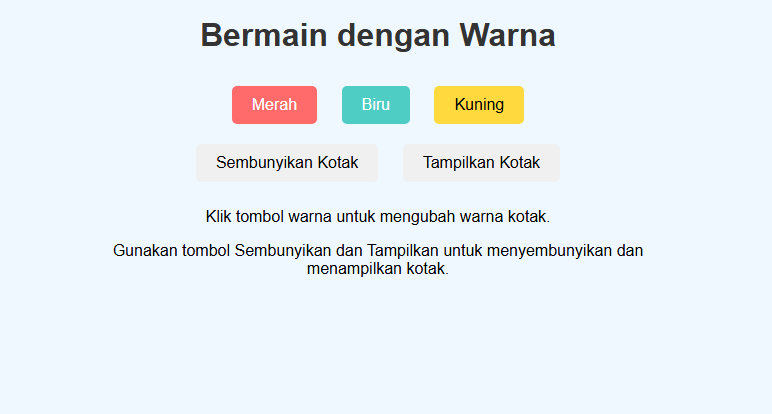 Bermain dengan Warna
Merah Biru Kuning
Sembunyikan Kotak Tampilkan Kotak
Klik tombol warna untuk mengubah warna kotak.
Gunakan tombol Sembunyikan dan Tampilkan untuk menyembunyikan dan
menampilkan kotak.